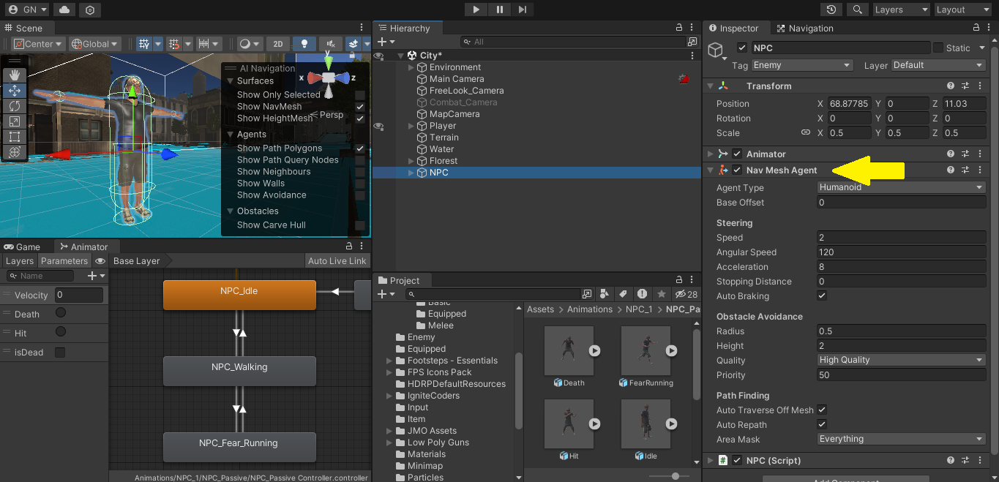 GN
Layers
Layout
Scene
Center
Global
2D
AI Navigation
Surfaces
Show Only Selected
Show NavMesh
Show HeightMesh
Agents
Show Path Polygons
Show Path Query Nodes
Show Neighbours
Show Walls
Show Avoidance
Obstacles
Show Carve Hull
y
x
z
< Persp
Game
Animator
Layers
Parameters
Base Layer
Auto Live Link
Name
Velocity 0
Death
Hit
isDead
NPC_Idle
NPC_Walking
NPC_Fear_Running
Animations/NPC_1/NPC_Passive/NPC_Passive Controller.controller
Hierarchy
All
City*
Environment
Main Camera
FreeLook_Camera
Combat_Camera
MapCamera
Player
Terrain
Water
Florest
NPC
Project
28
Basic
Equipped
Melee
Enemy
Equipped
Footsteps - Essentials
FPS Icons Pack
HDRPDefaultResources
IgniteCoders
Input
Item
JMO Assets
Low Poly Guns
Materials
Minimap
Particles
Assets > Animations > NPC_1 > NPC_Pa
Death
FearRunning
Hit
Idle
Inspector
Navigation
NPC
Static
Tag Enemy
Layer Default
Transform
Position X 68.87785 Y 0 Z 11.03
Rotation X 0 Y 0 Z 0
Scale X 0.5 Y 0.5 Z 0.5
Animator
Nav Mesh Agent
Agent Type Humanoid
Base Offset 0
Steering
Speed 2
Angular Speed 120
Acceleration 8
Stopping Distance 0
Auto Braking
Obstacle Avoidance
Radius 0.5
Height 2
Quality High Quality
Priority 50
Path Finding
Auto Traverse Off Mesh
Auto Repath
Area Mask Everything
# NPC (Script)
Add Component